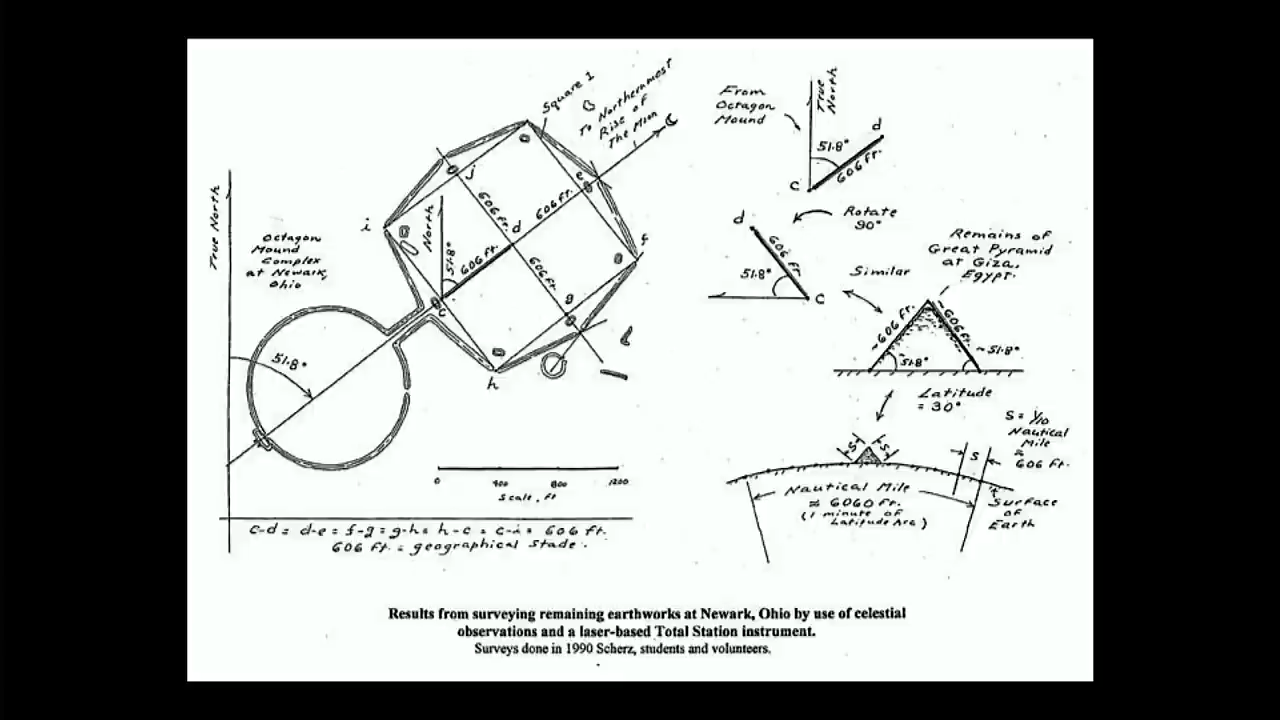 Square 1
To Northernmost
Rise of
The Moon
True North
Octagon
Mound
Complex
at Newark,
Ohio
i
j
e
f
d
g
c
h
North
51.8°
606 ft.
606 ft.
606 ft.
606 ft.
51.8°
0 400 800 1200
Scale, ft
c-d = d-e = f-g = g-h = h-c = c-i = 606 ft.
606 ft. = geographical stade.
From
Octagon
Mound
True
North
d
51.8°
606 ft.
c
Rotate
90°
d
606 ft
51.8°
c
Similar
Remains of
Great Pyramid
at Giza,
Egypt.
~606 ft.
~606 ft.
~51.8°
~51.8°
Latitude
= 30°
S = 1/10
Nautical
Mile
≈
606 ft.
S
S
S
Nautical Mile
≈ 6060 ft.
(1 minute of
Latitude Arc)
Surface
of
Earth
Results from surveying remaining earthworks at Newark, Ohio by use of celestial
observations and a laser-based Total Station instrument.
Surveys done in 1990 Scherz, students and volunteers.